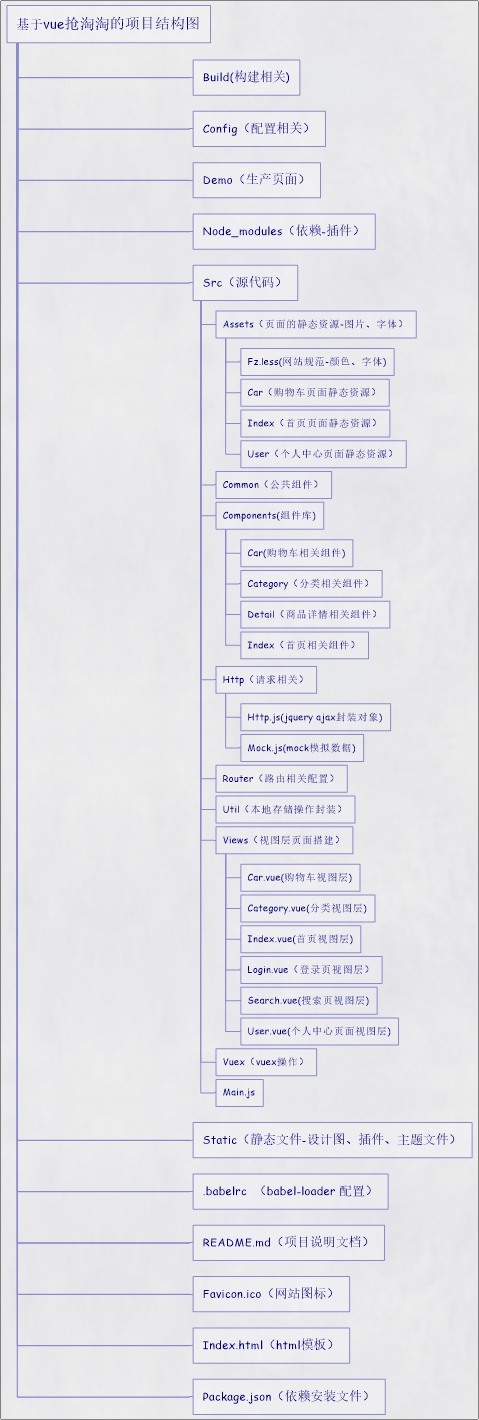 基于vue抢淘淘的项目结构图
Build(构建相关)
Config（配置相关）
Demo（生产页面）
Node_modules（依赖-插件）
Src（源代码）
Assets（页面的静态资源-图片、字体）
Fz.less(网站规范-颜色、字体)
Car（购物车页面静态资源）
Index（首页页面静态资源）
User（个人中心页面静态资源）
Common（公共组件）
Components(组件库)
Car(购物车相关组件)
Category（分类相关组件）
Detail（商品详情相关组件）
Index（首页相关组件）
Http（请求相关）
Http.js(jquery ajax封装对象)
Mock.js(mock模拟数据)
Router（路由相关配置）
Util（本地存储操作封装）
Views（视图层页面搭建）
Car.vue(购物车视图层)
Category.vue(分类视图层)
Index.vue(首页视图层)
Login.vue（登录页视图层）
Search.vue(搜索页视图层)
User.vue(个人中心页面视图层)
Vuex（vuex操作）
Main.js
Static（静态文件-设计图、插件、主题文件）
.babelrc （babel-loader 配置）
README.md（项目说明文档）
Favicon.ico（网站图标）
Index.html（html模板）
Package.json（依赖安装文件）